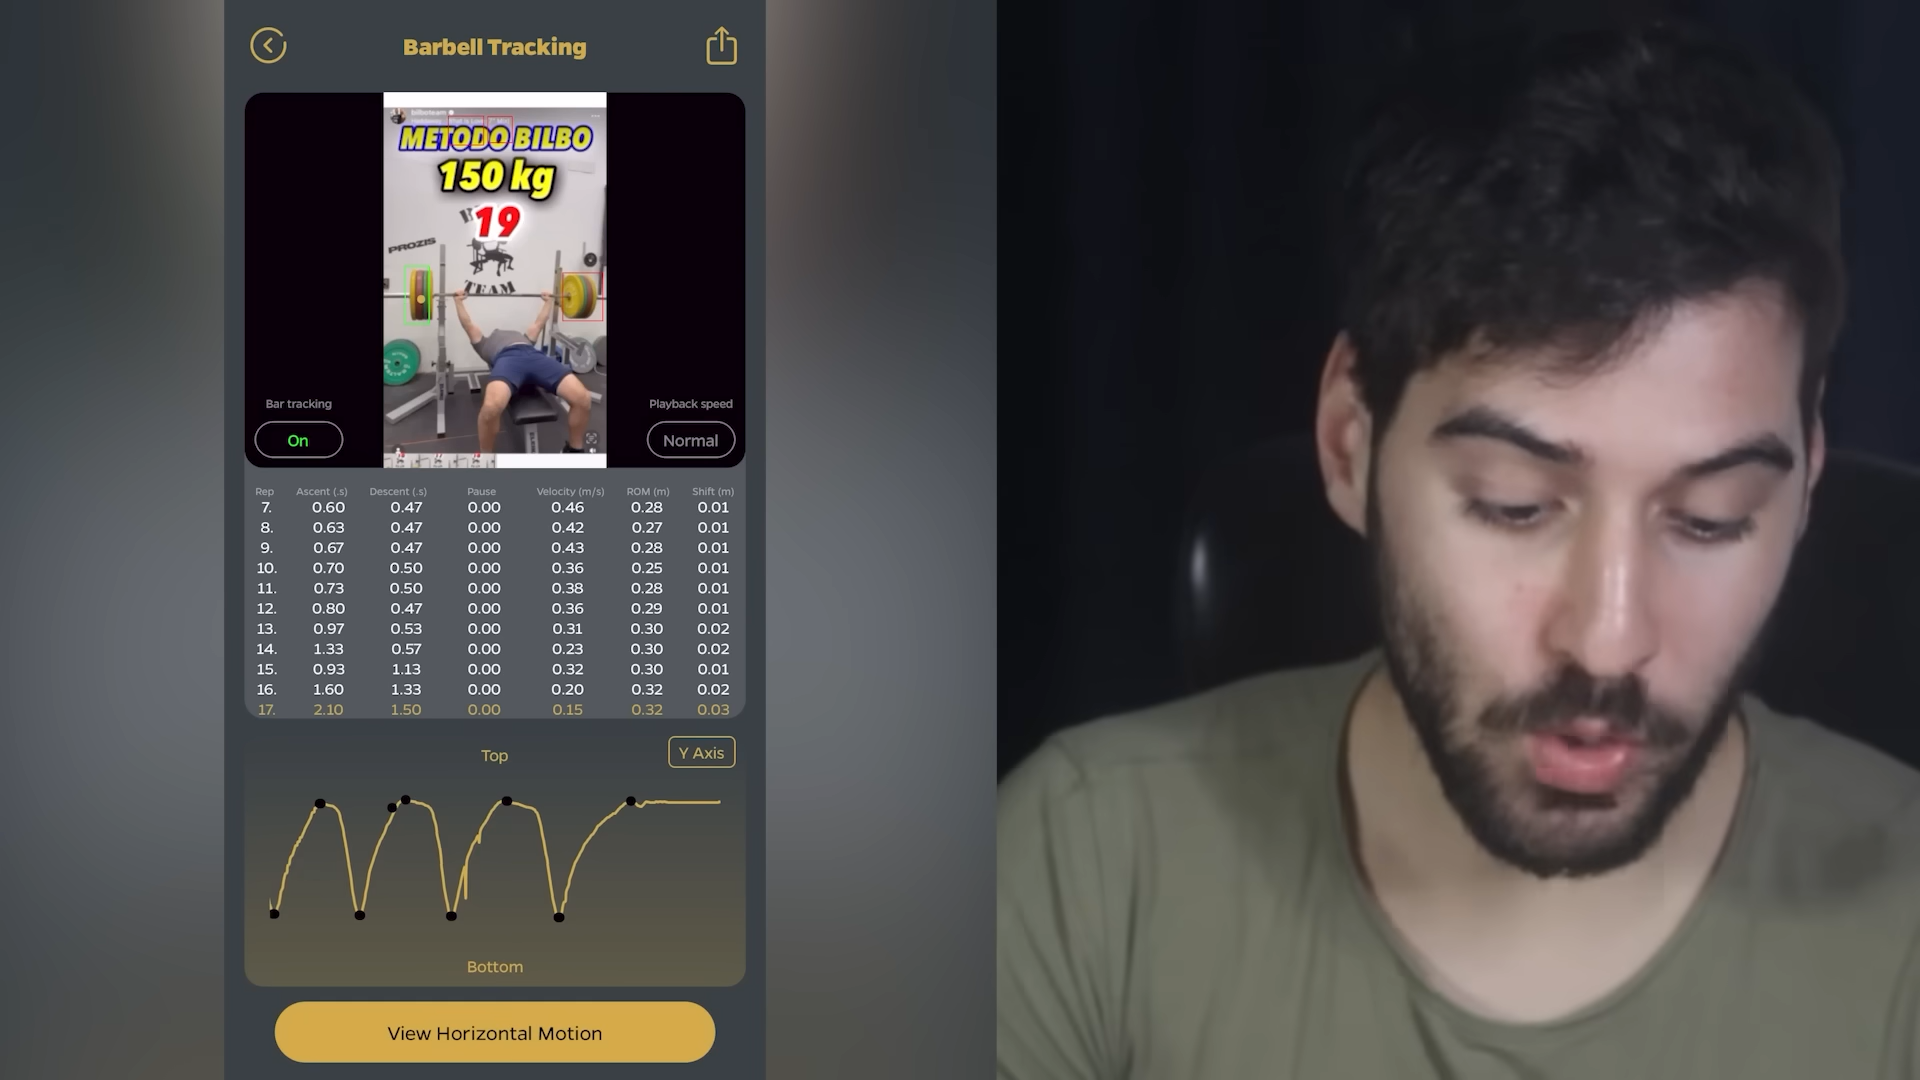 Barbell Tracking
METODO BILBO
150 kg
19
PROZIS
TEAM
Bar tracking
On
Playback speed
Normal
Rep Ascent (.s) Descent (.s) Pause Velocity (m/s) ROM (m) Shift (m)
7. 0.60 0.47 0.00 0.46 0.28 0.01
8. 0.63 0.47 0.00 0.42 0.27 0.01
9. 0.67 0.47 0.00 0.43 0.28 0.01
10. 0.70 0.50 0.00 0.36 0.25 0.01
11. 0.73 0.50 0.00 0.38 0.28 0.01
12. 0.80 0.47 0.00 0.36 0.29 0.01
13. 0.97 0.53 0.00 0.31 0.30 0.02
14. 1.33 0.57 0.00 0.23 0.30 0.02
15. 0.93 1.13 0.00 0.32 0.30 0.01
16. 1.60 1.33 0.00 0.20 0.32 0.02
17. 2.10 1.50 0.00 0.15 0.32 0.03
Top
Y Axis
Bottom
View Horizontal Motion